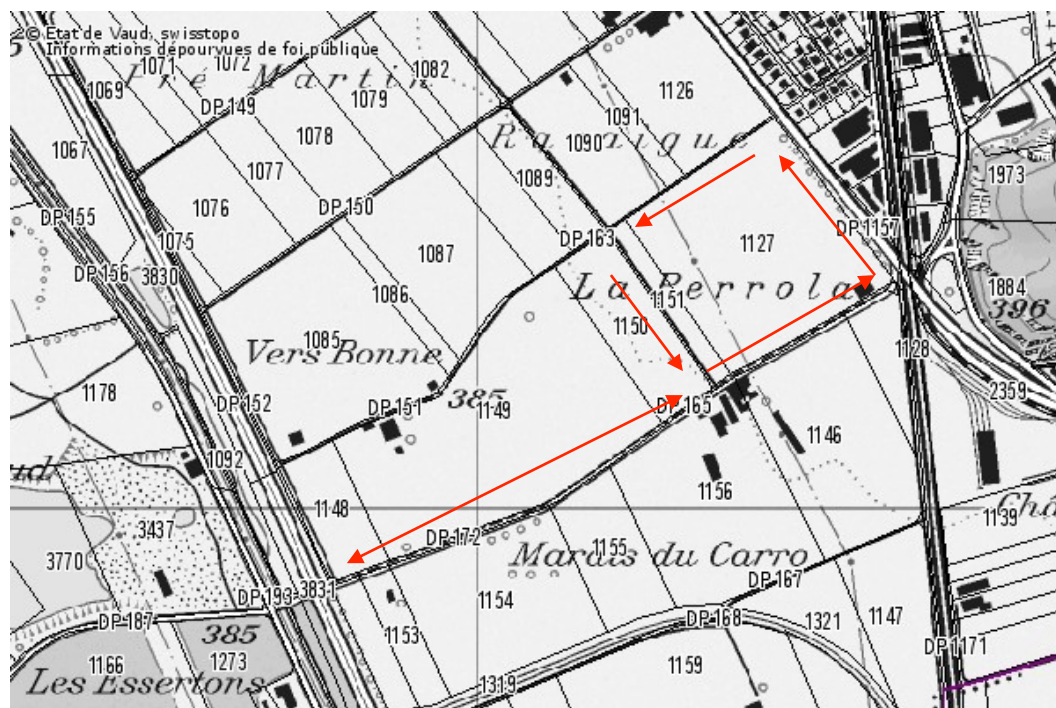 © Etat de Vaud, swisstopo
Informations dépourvues de foi publique
1071
1072
1082
Pré Martin
1069
1079
1126
DP 149
1091
1067
1078
1090
1077
1089
1973
1076
DP 150
DP 155
DP 163
1127
DP 1157
1075
1087
DP 156
3830
1086
La Perrola
1151
1884
396
1150
1085
Vers Bonne
1128
1178
385
2359
DP 152
DP 151
1149
DP 165
1146
1092
1156
1148
3437
DP 172
1155
1139
3770
Marais du Carro
DP 167
DP 193
3831
1154
DP 187
385
1153
DP 168
1321
1147
1166
1273
1159
DP 1171
Les Essertons
1319